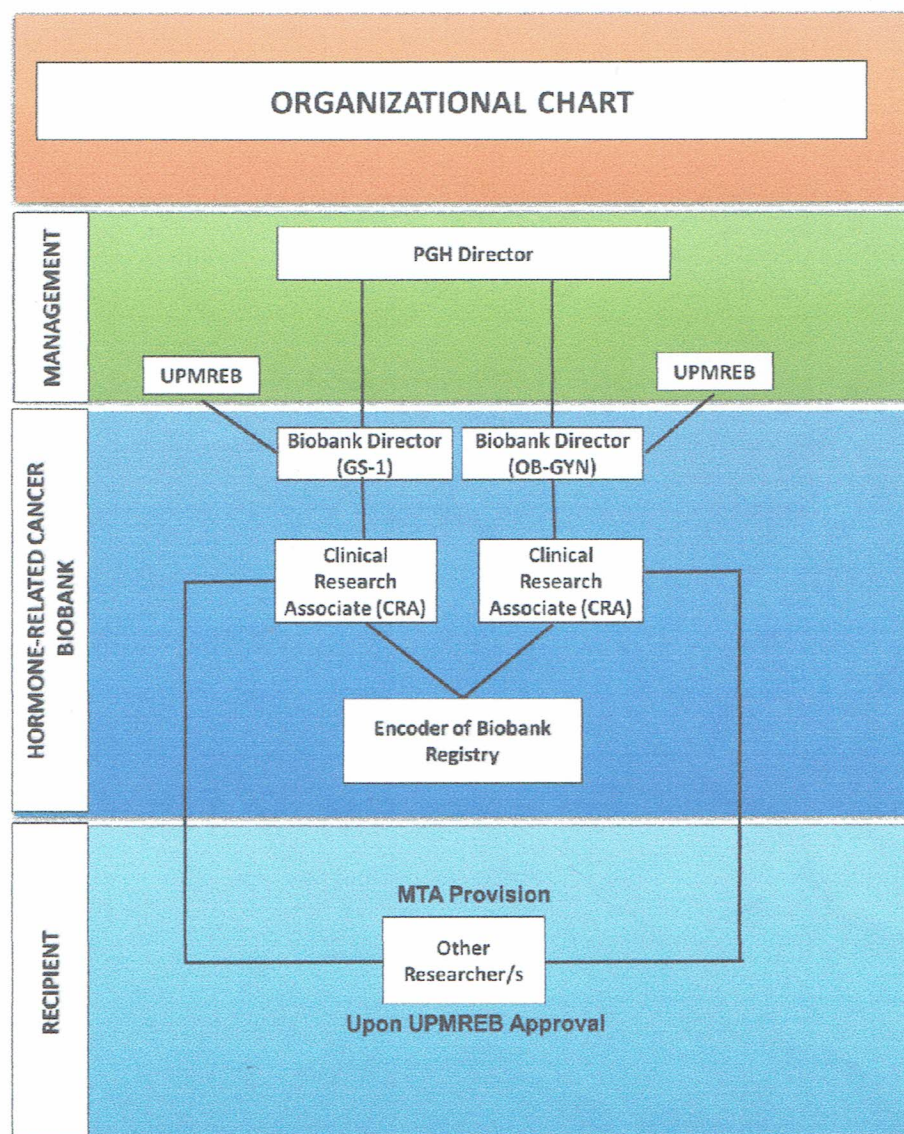 ORGANIZATIONAL CHART
MANAGEMENT
PGH Director
UPMREB
UPMREB
HORMONE-RELATED CANCER
BIOBANK
Biobank Director
(GS-1)
Biobank Director
(OB-GYN)
Clinical
Research
Associate (CRA)
Clinical
Research
Associate (CRA)
Encoder of Biobank
Registry
RECIPIENT
MTA Provision
Other
Researcher/s
Upon UPMREB Approval